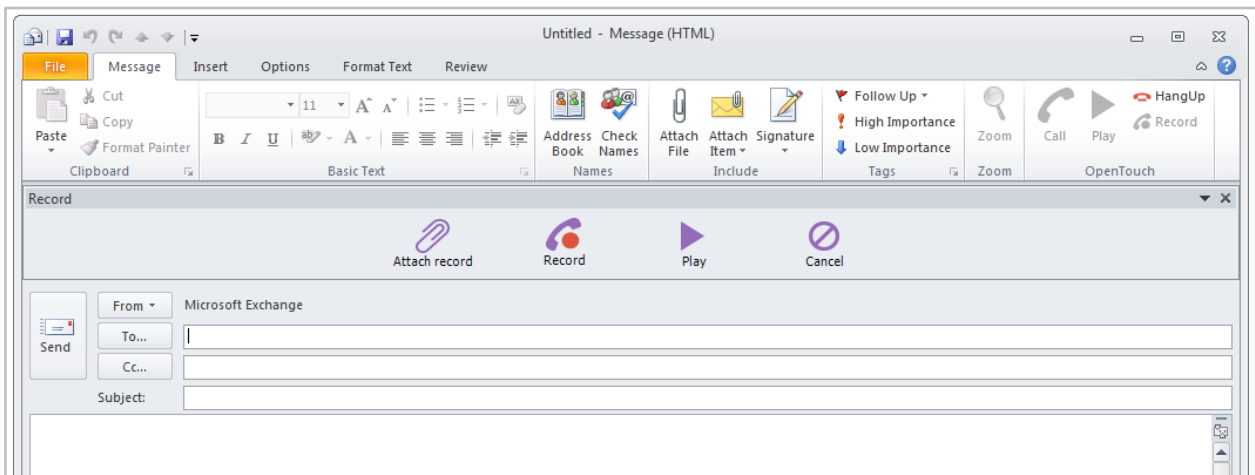 Untitled - Message (HTML)
File Message Insert Options Format Text Review
Cut
Copy
Format Painter
Paste
Clipboard
11
B I U ab A
Basic Text
Address Book
Check Names
Names
Attach File
Attach Item
Signature
Include
Follow Up
High Importance
Low Importance
Tags
Zoom
Zoom
Call
Play
HangUp
Record
OpenTouch
Record
Attach record Record Play Cancel
Send
From Microsoft Exchange
To...
Cc...
Subject: